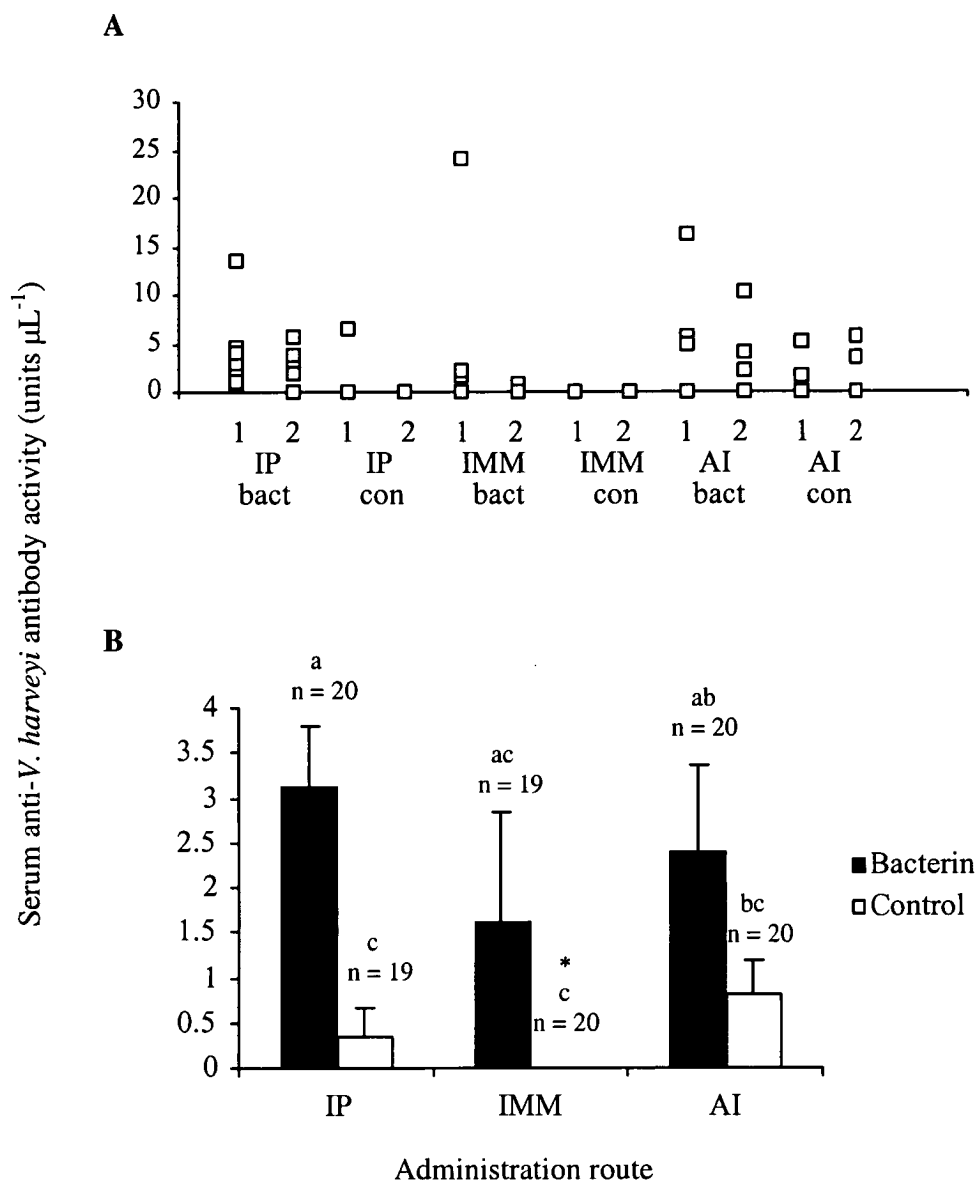 A
30
25
20
15
10
5
0
1 2 1 2 1 2 1 2 1 2 1 2
IP IP IMM IMM AI AI
bact con bact con bact con
Serum anti-V. harveyi antibody activity (units µL⁻¹)
B
4
3.5
3
2.5
2
1.5
1
0.5
0
a
n = 20
c
n = 19
ac
n = 19
*
c
n = 20
ab
n = 20
bc
n = 20
Bacterin
Control
IP IMM AI
Administration route